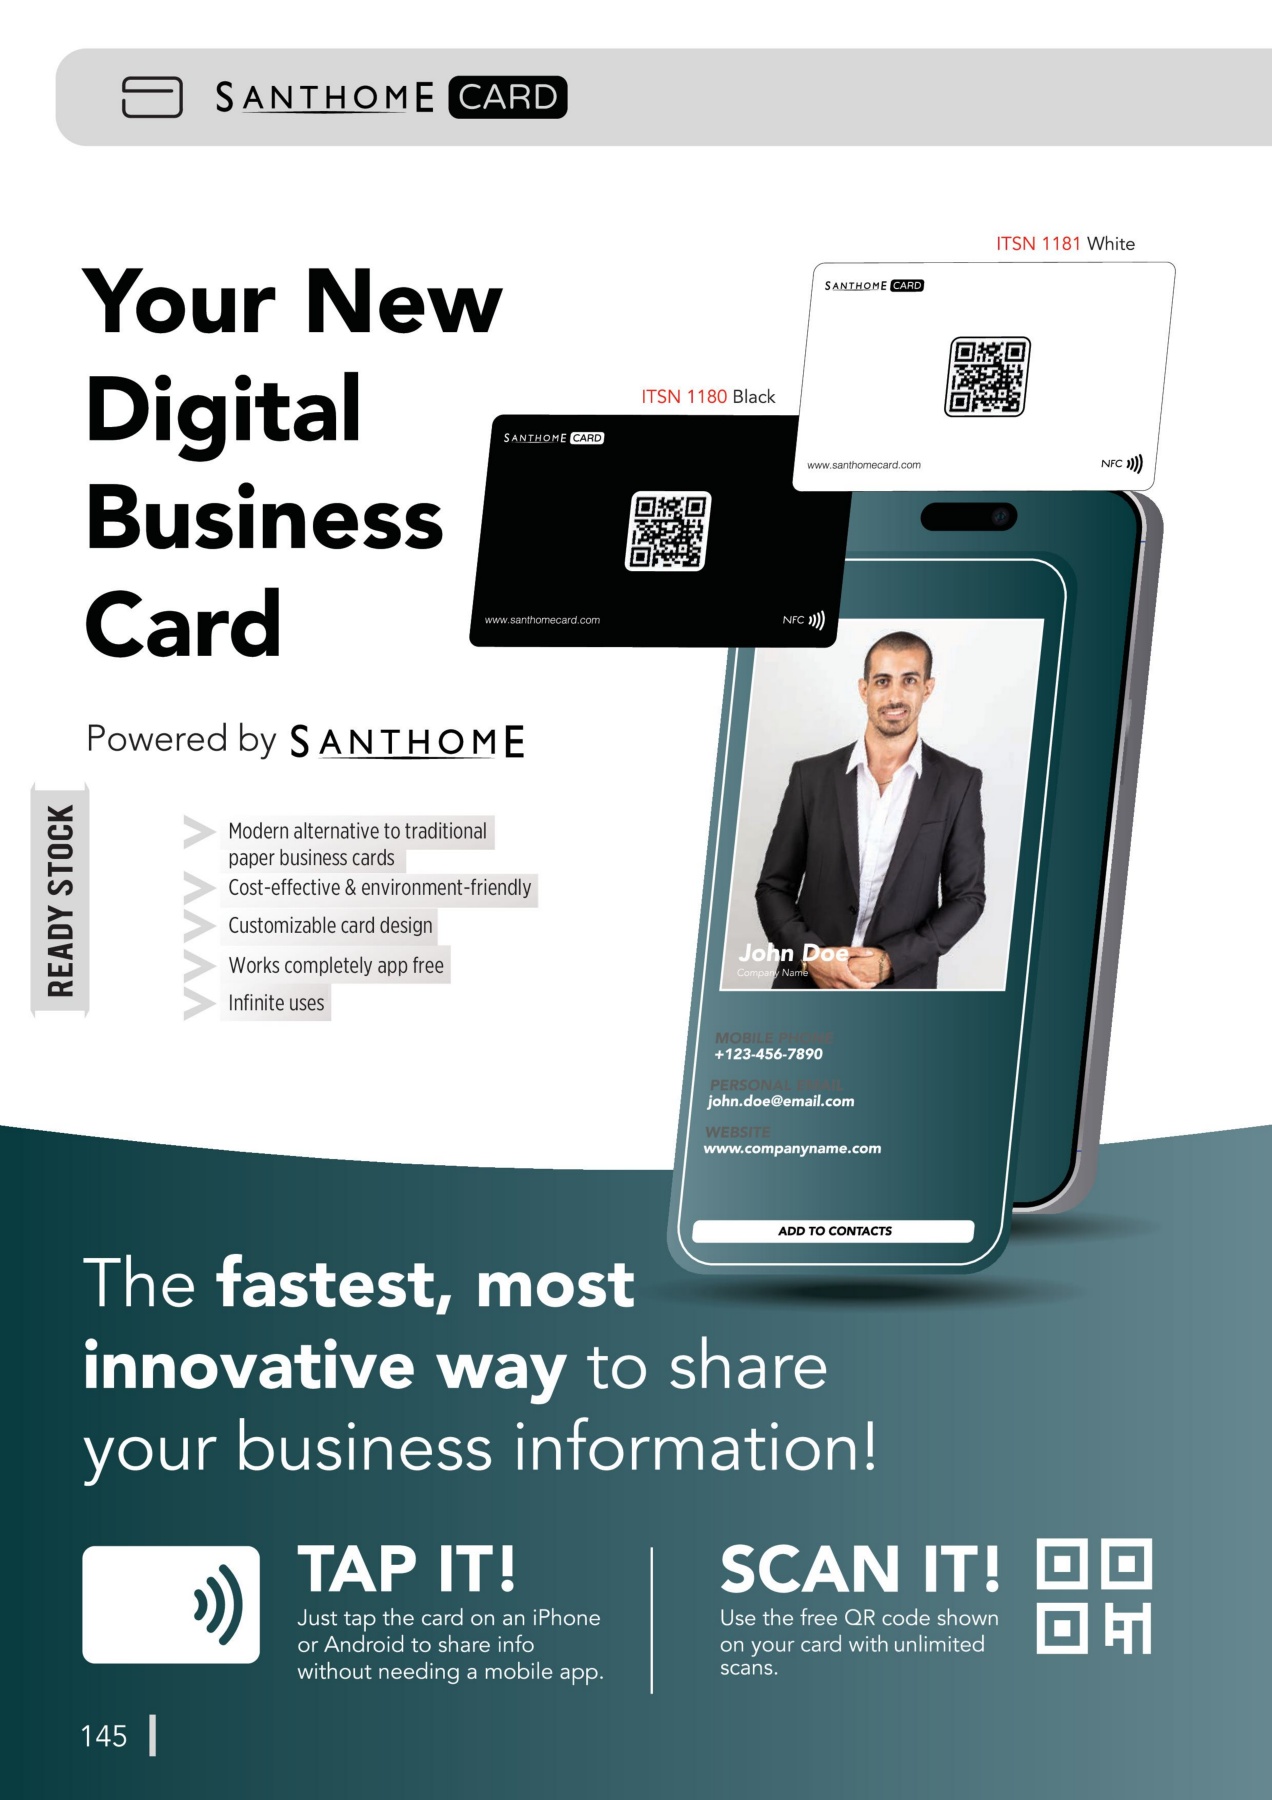 SANTHOME CARD
ITSN 1181 White
Your New
Digital
Business
Card
SANTHOME CARD
www.santhomecard.com
NFC
ITSN 1180 Black
SANTHOME CARD
www.santhomecard.com
NFC
Powered by SANTHOME
READY STOCK
Modern alternative to traditional
paper business cards
Cost-effective & environment-friendly
Customizable card design
Works completely app free
Infinite uses
John Doe
Company Name
MOBILE PHONE
+123-456-7890
PERSONAL EMAIL
john.doe@email.com
WEBSITE
www.companyname.com
ADD TO CONTACTS
The fastest, most
innovative way to share
your business information!
TAP IT!
Just tap the card on an iPhone
or Android to share info
without needing a mobile app.
SCAN IT!
Use the free QR code shown
on your card with unlimited
scans.
145